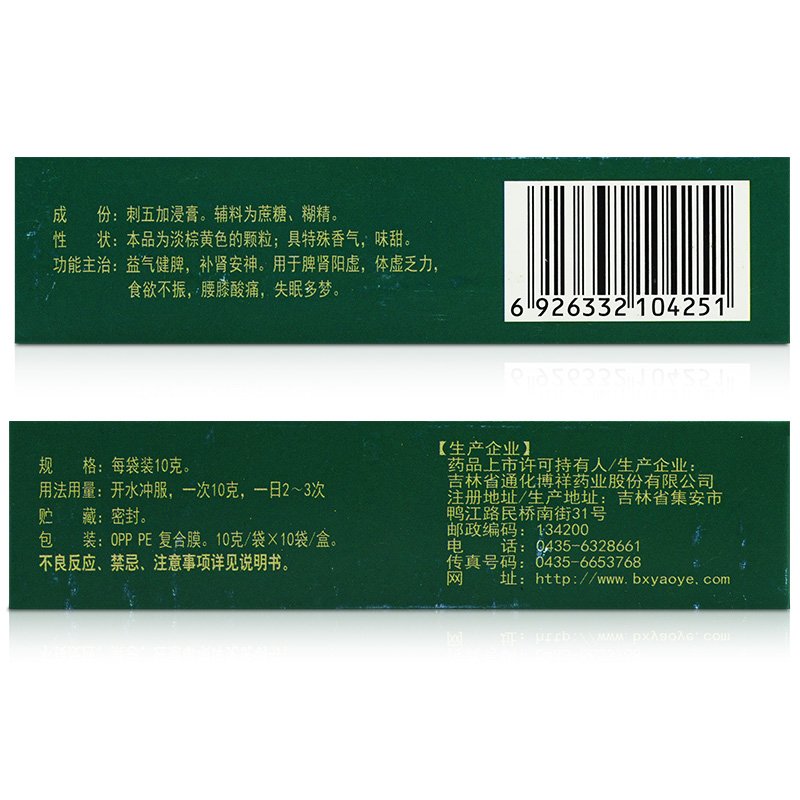 成　份：刺五加浸膏。辅料为蔗糖、糊精。
性　状：本品为淡棕黄色的颗粒；具特殊香气，味甜。
功能主治：益气健脾，补肾安神。用于脾肾阳虚，体虚乏力，
食欲不振，腰膝酸痛，失眠多梦。
6 926332 104251
规　格：每袋装10克。
用法用量：开水冲服，一次10克，一日2～3次
贮　藏：密封。
包　装：OPP PE 复合膜。10克/袋×10袋/盒。
不良反应、禁忌、注意事项详见说明书。
【生产企业】
药品上市许可持有人/生产企业：
吉林省通化博祥药业股份有限公司
注册地址/生产地址：吉林省集安市
鸭江路民桥南街31号
邮政编码：134200
电　话：0435-6328661
传真号码：0435-6653768
网　址：http://www.bxyaoye.com